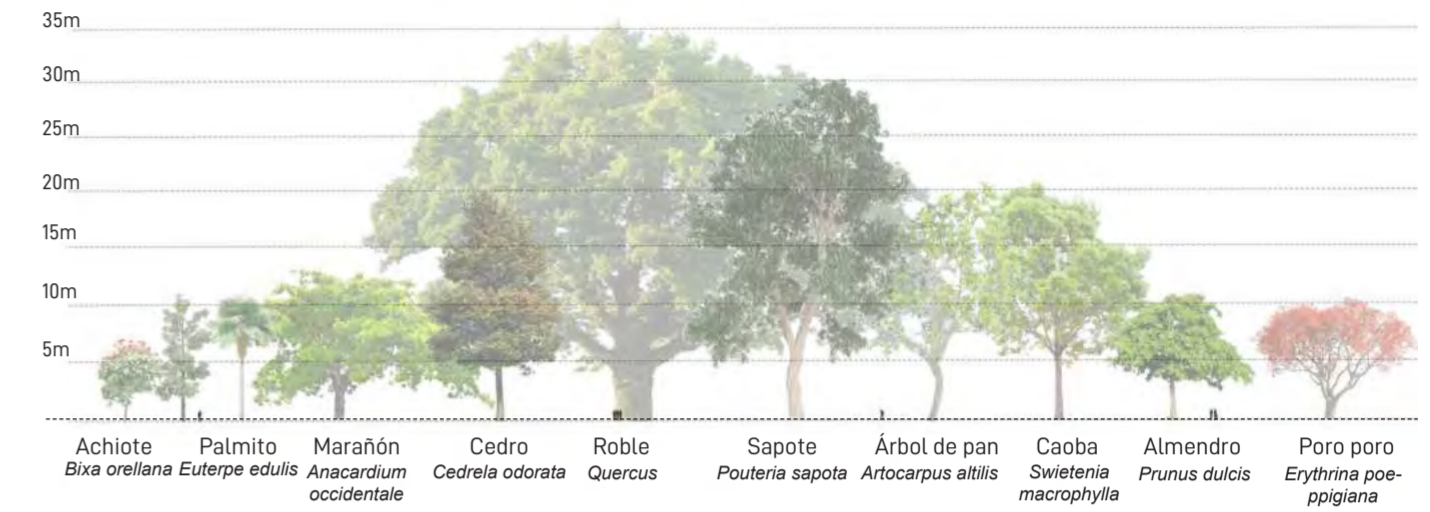 35m
30m
25m
20m
15m
10m
5m
Achiote
Bixa orellana
Palmito
Euterpe edulis
Marañón
Anacardium
occidentale
Cedro
Cedrela odorata
Roble
Quercus
Sapote
Pouteria sapota
Árbol de pan
Artocarpus altilis
Caoba
Swietenia
macrophylla
Almendro
Prunus dulcis
Poro poro
Erythrina poe-
ppigiana